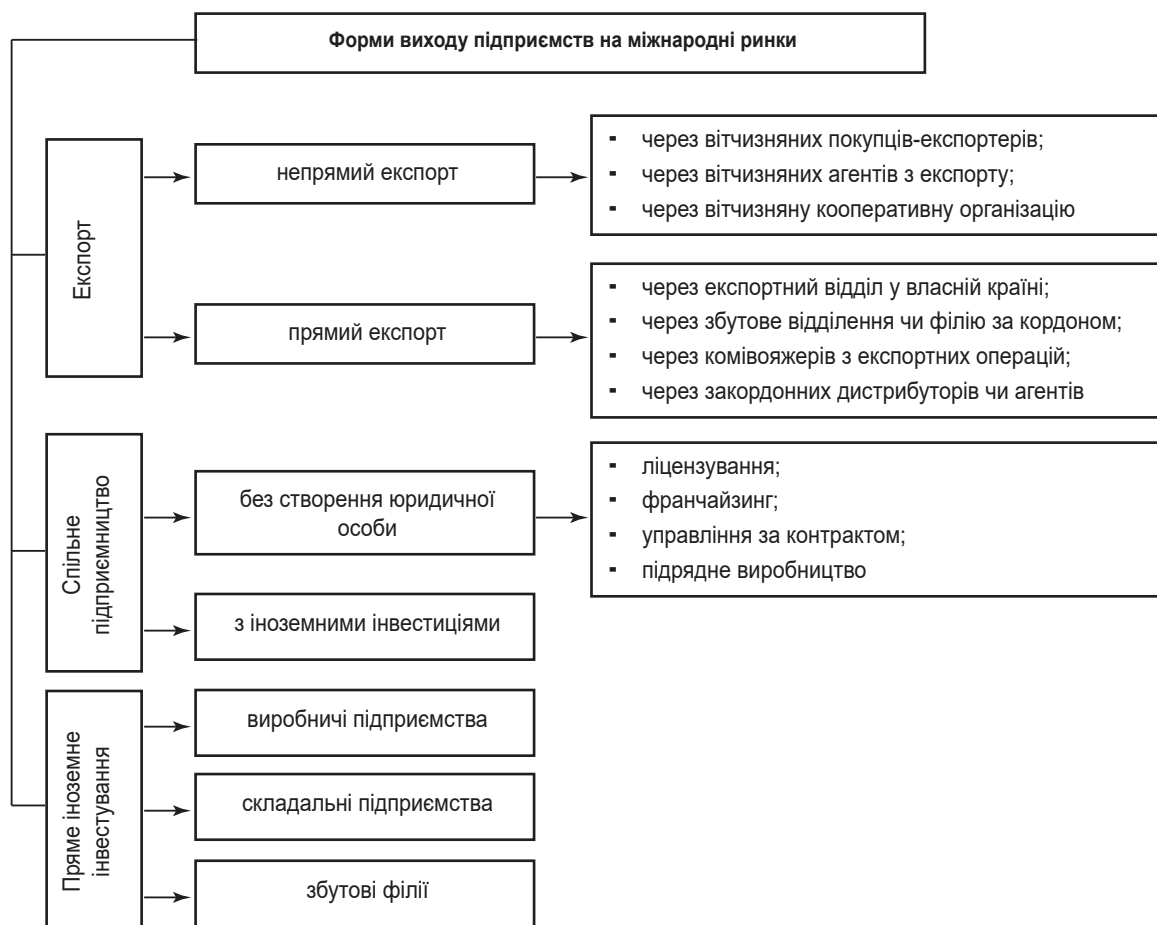 Форми виходу підприємств на міжнародні ринки
Експорт
непрямий експорт
- через вітчизняних покупців-експортерів;
- через вітчизняних агентів з експорту;
- через вітчизняну кооперативну організацію
прямий експорт
- через експортний відділ у власній країні;
- через збутове відділення чи філію за кордоном;
- через комівояжерів з експортних операцій;
- через закордонних дистрибуторів чи агентів
Спільне
підприємництво
без створення юридичної
особи
- ліцензування;
- франчайзинг;
- управління за контрактом;
- підрядне виробництво
з іноземними інвестиціями
Пряме іноземне
інвестування
виробничі підприємства
складальні підприємства
збутові філії